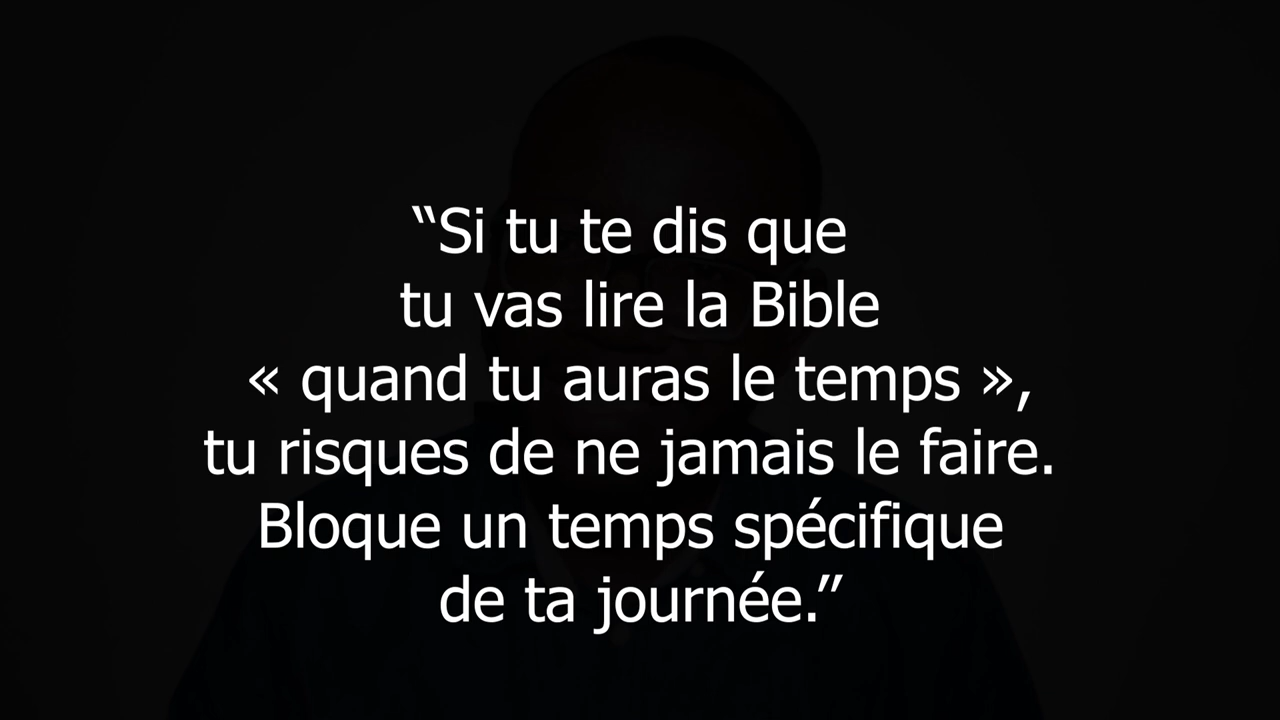 “Si tu te dis que
tu vas lire la Bible
« quand tu auras le temps »,
tu risques de ne jamais le faire.
Bloque un temps spécifique
de ta journée.”